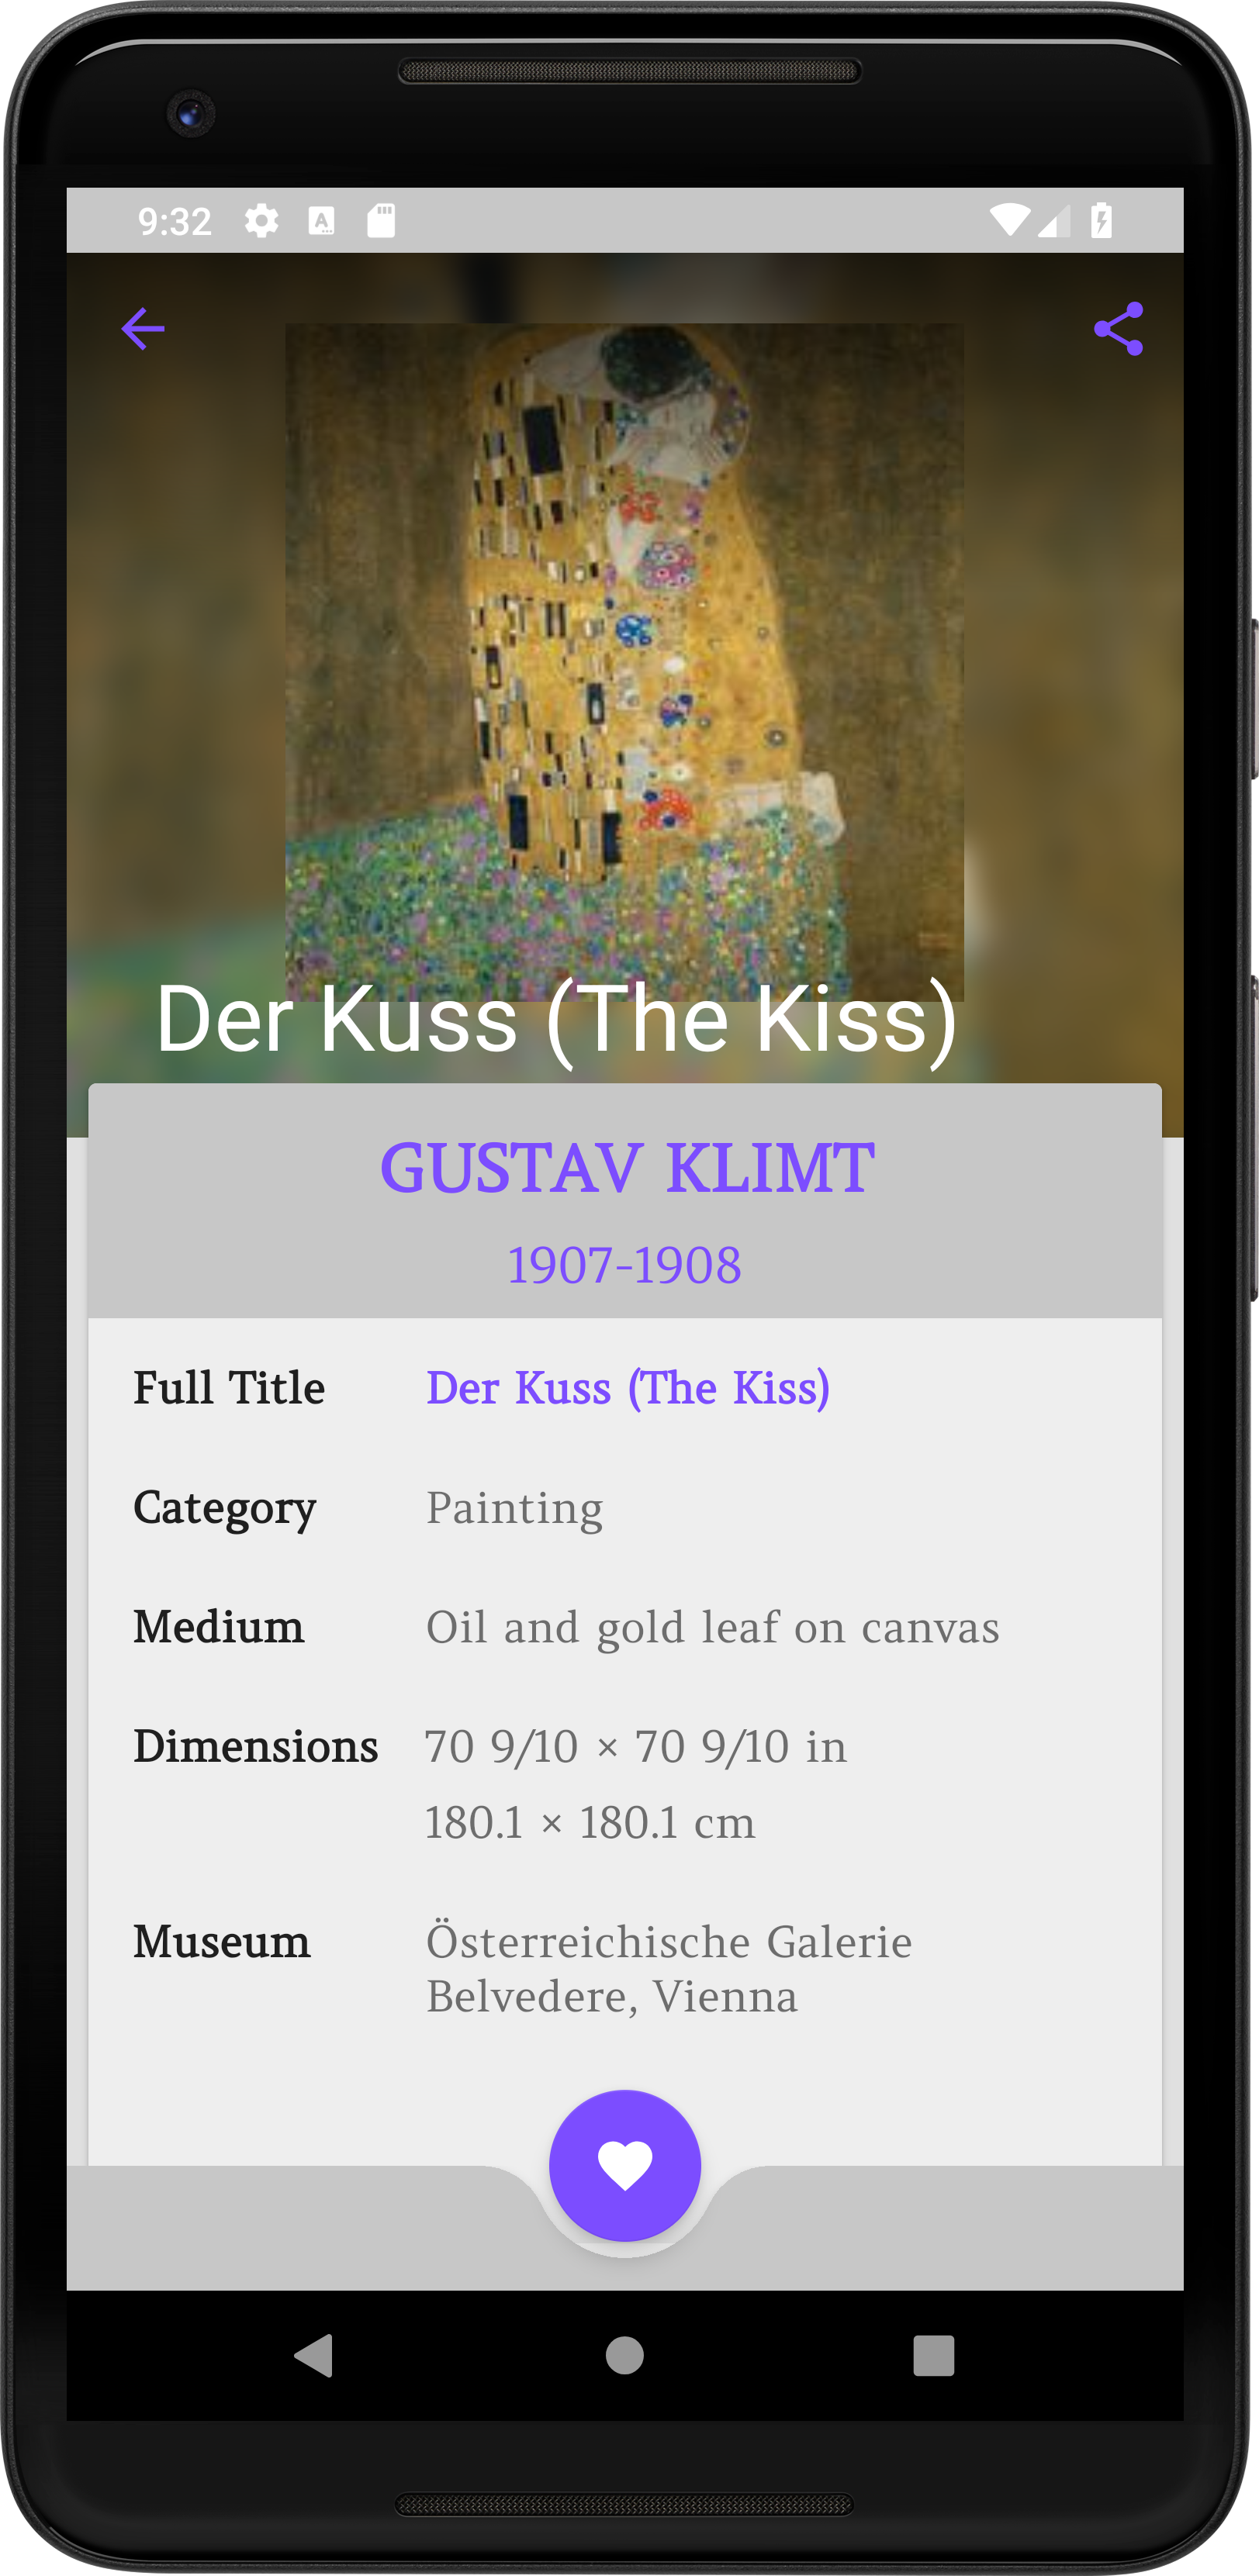 9:32
Der Kuss (The Kiss)
GUSTAV KLIMT
1907-1908
Full Title Der Kuss (The Kiss)
Category Painting
Medium Oil and gold leaf on canvas
Dimensions 70 9/10 × 70 9/10 in
180.1 × 180.1 cm
Museum Österreichische Galerie
Belvedere, Vienna